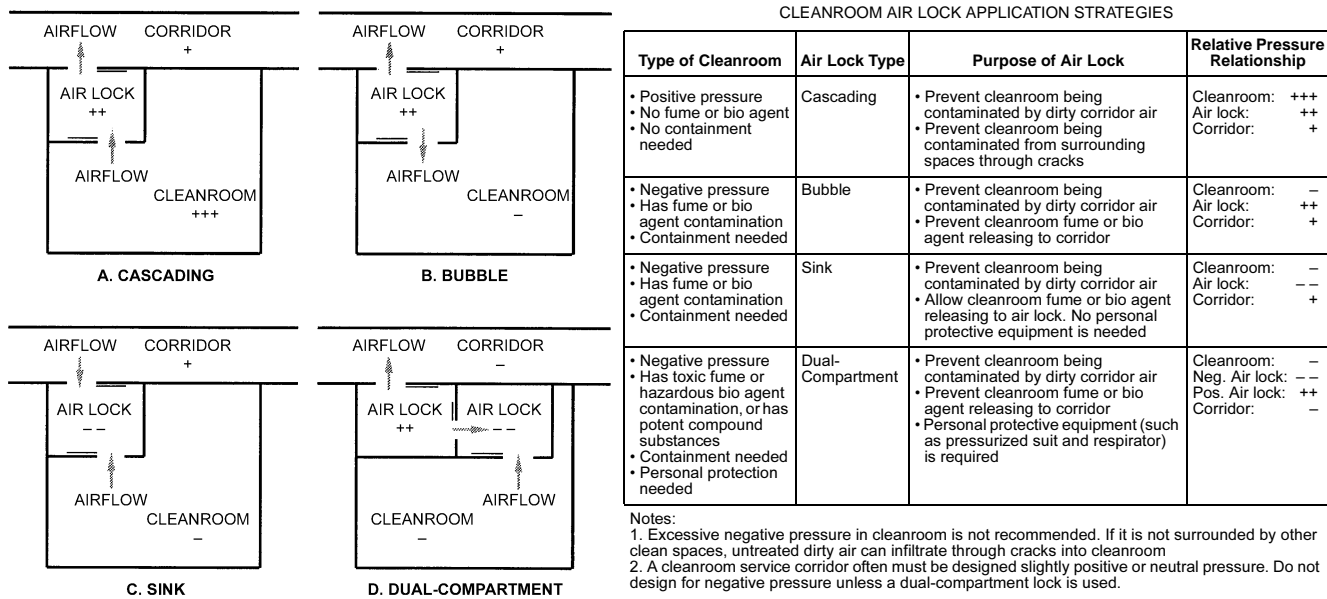 AIRFLOW CORRIDOR
+
AIR LOCK
++
AIRFLOW
CLEANROOM
+++
A. CASCADING
AIRFLOW CORRIDOR
+
AIR LOCK
++
AIRFLOW
CLEANROOM
–
B. BUBBLE
AIRFLOW CORRIDOR
+
AIR LOCK
– –
AIRFLOW
CLEANROOM
–
C. SINK
AIRFLOW CORRIDOR
–
AIR LOCK AIR LOCK
++ – –
AIRFLOW
CLEANROOM
–
D. DUAL-COMPARTMENT
CLEANROOM AIR LOCK APPLICATION STRATEGIES
Type of Cleanroom
Air Lock Type
Purpose of Air Lock
Relative Pressure
Relationship
• Positive pressure
• No fume or bio agent
• No containment
needed
Cascading
• Prevent cleanroom being
contaminated by dirty corridor air
• Prevent cleanroom being
contaminated from surrounding
spaces through cracks
Cleanroom: +++
Air lock: ++
Corridor: +
• Negative pressure
• Has fume or bio
agent contamination
• Containment needed
Bubble
• Prevent cleanroom being
contaminated by dirty corridor air
• Prevent cleanroom fume or bio
agent releasing to corridor
Cleanroom: –
Air lock: ++
Corridor: +
• Negative pressure
• Has fume or bio
agent contamination
• Containment needed
Sink
• Prevent cleanroom being
contaminated by dirty corridor air
• Allow cleanroom fume or bio agent
releasing to air lock. No personal
protective equipment is needed
Cleanroom: –
Air lock: – –
Corridor: +
• Negative pressure
• Has toxic fume or
hazardous bio agent
contamination, or has
potent compound
substances
• Containment needed
• Personal protection
needed
Dual-
Compartment
• Prevent cleanroom being
contaminated by dirty corridor air
• Prevent cleanroom fume or bio
agent releasing to corridor
• Personal protective equipment (such
as pressurized suit and respirator)
is required
Cleanroom: –
Neg. Air lock: – –
Pos. Air lock: ++
Corridor: –
Notes:
1. Excessive negative pressure in cleanroom is not recommended. If it is not surrounded by other
clean spaces, untreated dirty air can infiltrate through cracks into cleanroom
2. A cleanroom service corridor often must be designed slightly positive or neutral pressure. Do not
design for negative pressure unless a dual-compartment lock is used.